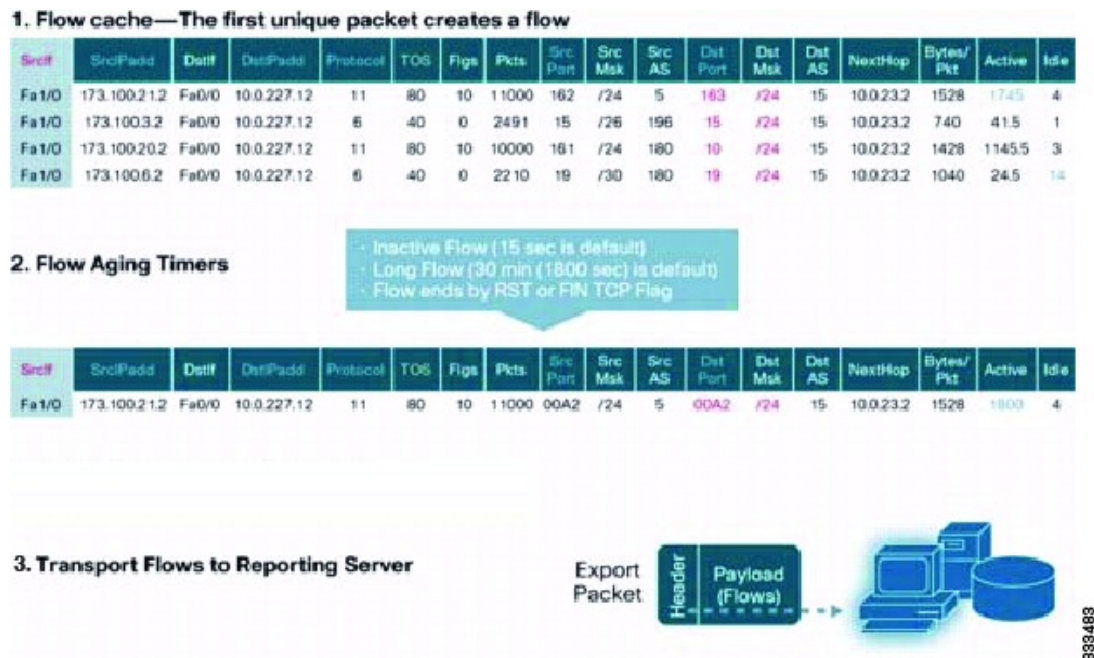 1. Flow cache—The first unique packet creates a flow
SrcIf SrcIPadd DstIf DstIPadd Protocol TOS Flgs Pkts Src Port Src Msk Src AS Dst Port Dst Msk Dst AS NextHop Bytes/Pkt Active Idle
Fa1/0 173.100.21.2 Fa0/0 10.0.227.12 11 80 10 11000 162 /24 5 163 /24 15 10.0.23.2 1528 1745 4
Fa1/0 173.100.3.2 Fa0/0 10.0.227.12 6 40 0 2491 15 /26 196 15 /24 15 10.0.23.2 740 41.5 1
Fa1/0 173.100.20.2 Fa0/0 10.0.227.12 11 80 10 10000 161 /24 180 10 /24 15 10.0.23.2 1428 1145.5 3
Fa1/0 173.100.6.2 Fa0/0 10.0.227.12 6 40 0 2210 19 /30 180 19 /24 15 10.0.23.2 1040 24.5 14
2. Flow Aging Timers
· Inactive Flow (15 sec is default)
· Long Flow (30 min (1800 sec) is default)
· Flow ends by RST or FIN TCP Flag
SrcIf SrcIPadd DstIf DstIPadd Protocol TOS Flgs Pkts Src Port Src Msk Src AS Dst Port Dst Msk Dst AS NextHop Bytes/Pkt Active Idle
Fa1/0 173.100.21.2 Fa0/0 10.0.227.12 11 80 10 11000 00A2 /24 5 00A2 /24 15 10.0.23.2 1528 1800 4
3. Transport Flows to Reporting Server
Export
Packet
Header
Payload
(Flows)
333483